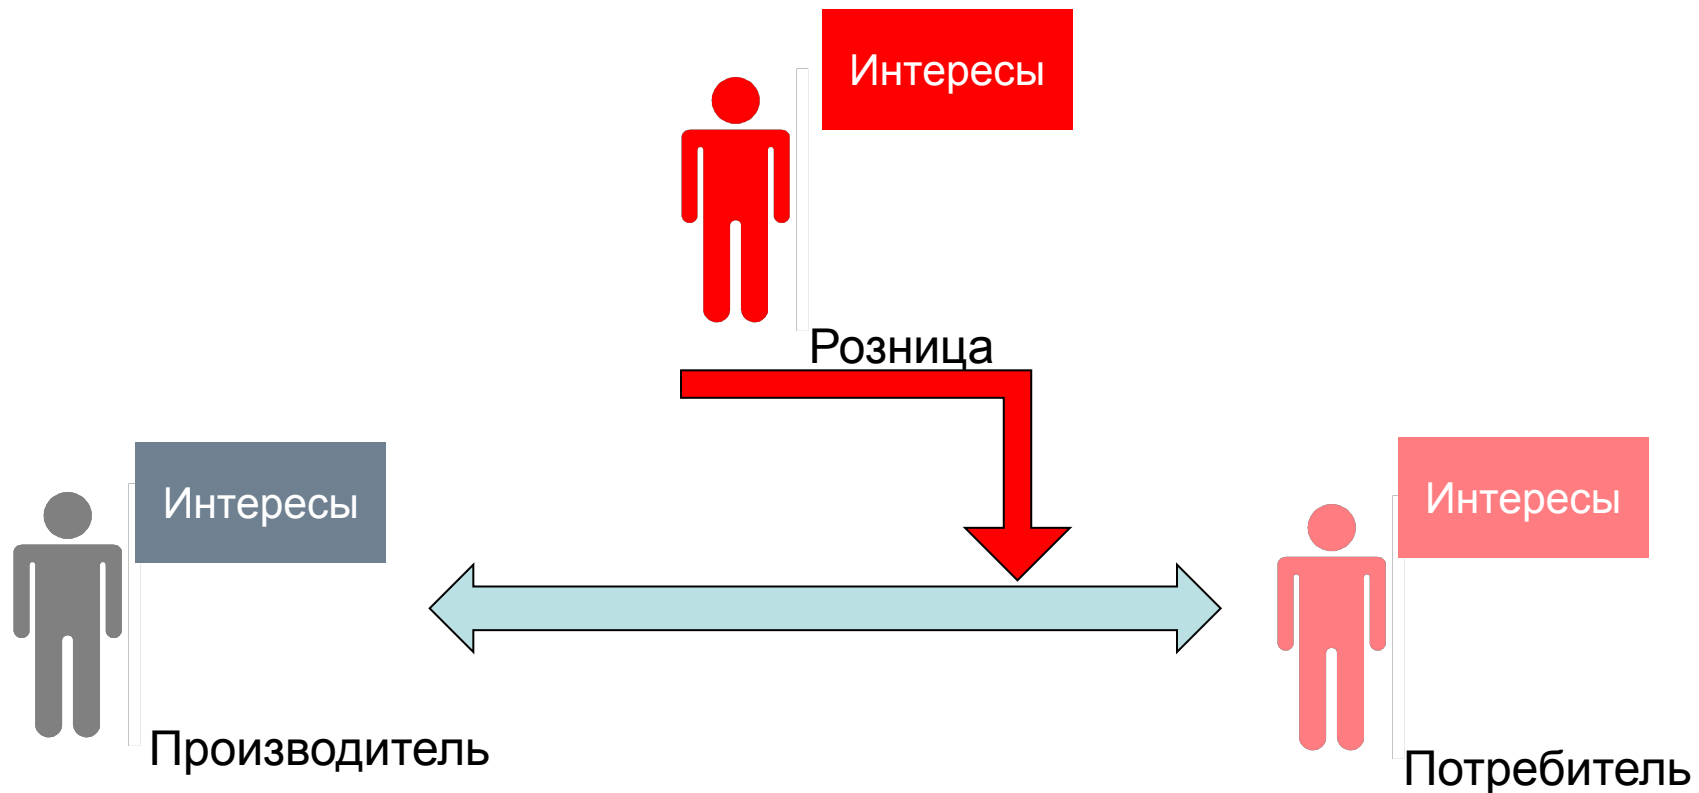 Интересы
Розница
Интересы
Интересы
Производитель
Потребитель